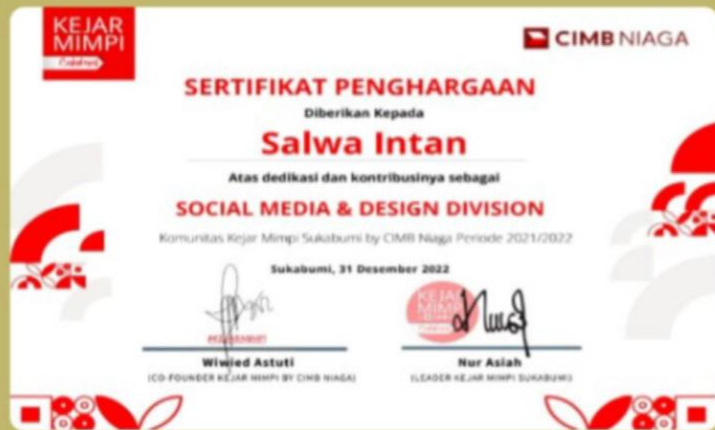 KEJAR
MIMPI
CIMB NIAGA
SERTIFIKAT PENGHARGAAN
Diberikan Kepada
Salwa Intan
Atas dedikasi dan kontribusinya sebagai
SOCIAL MEDIA & DESIGN DIVISION
Komunitas Kejar Mimpi Sukabumi by CIMB Niaga Periode 2021/2022
Sukabumi, 31 Desember 2022
KEJAR
MIMPI
Wiwied Astuti
Nur Asiah
(CO-FOUNDER KEJAR MIMPI BY CIMB NIAGA)
(LEADER KEJAR MIMPI SUKABUMI)